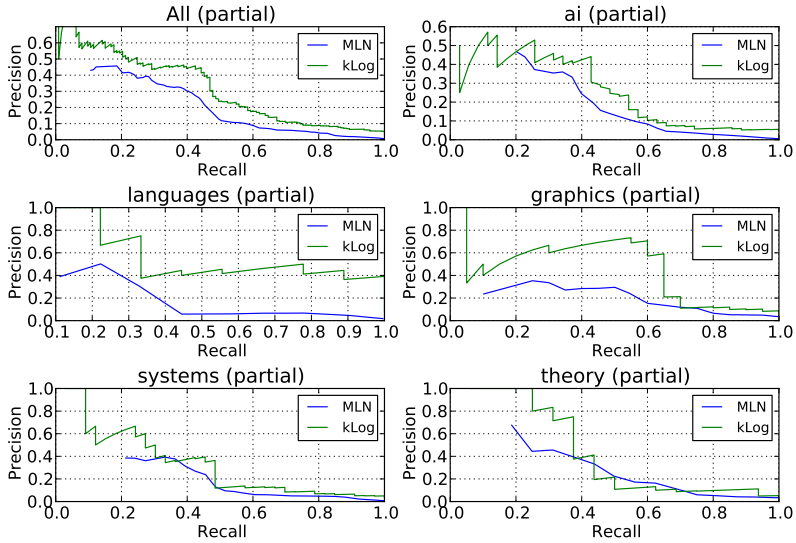 All (partial)
Precision
0.6
0.5
0.4
0.3
0.2
0.1
0.0
MLN
kLog
0.0 0.2 0.4 0.6 0.8 1.0
Recall
ai (partial)
Precision
0.6
0.5
0.4
0.3
0.2
0.1
0.0
MLN
kLog
0.0 0.2 0.4 0.6 0.8 1.0
Recall
languages (partial)
Precision
1.0
0.8
0.6
0.4
0.2
0.0
MLN
kLog
0.1 0.2 0.3 0.4 0.5 0.6 0.7 0.8 0.9 1.0
Recall
graphics (partial)
Precision
1.0
0.8
0.6
0.4
0.2
0.0
MLN
kLog
0.0 0.2 0.4 0.6 0.8 1.0
Recall
systems (partial)
Precision
1.0
0.8
0.6
0.4
0.2
0.0
MLN
kLog
0.0 0.2 0.4 0.6 0.8 1.0
Recall
theory (partial)
Precision
1.0
0.8
0.6
0.4
0.2
0.0
MLN
kLog
0.0 0.2 0.4 0.6 0.8 1.0
Recall